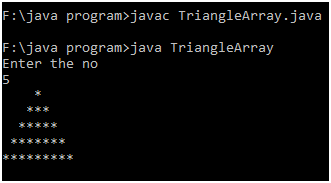 F:\java program>javac TriangleArray.java
F:\java program>java TriangleArray
Enter the no
5
    *
   ***
  *****
 *******
*********